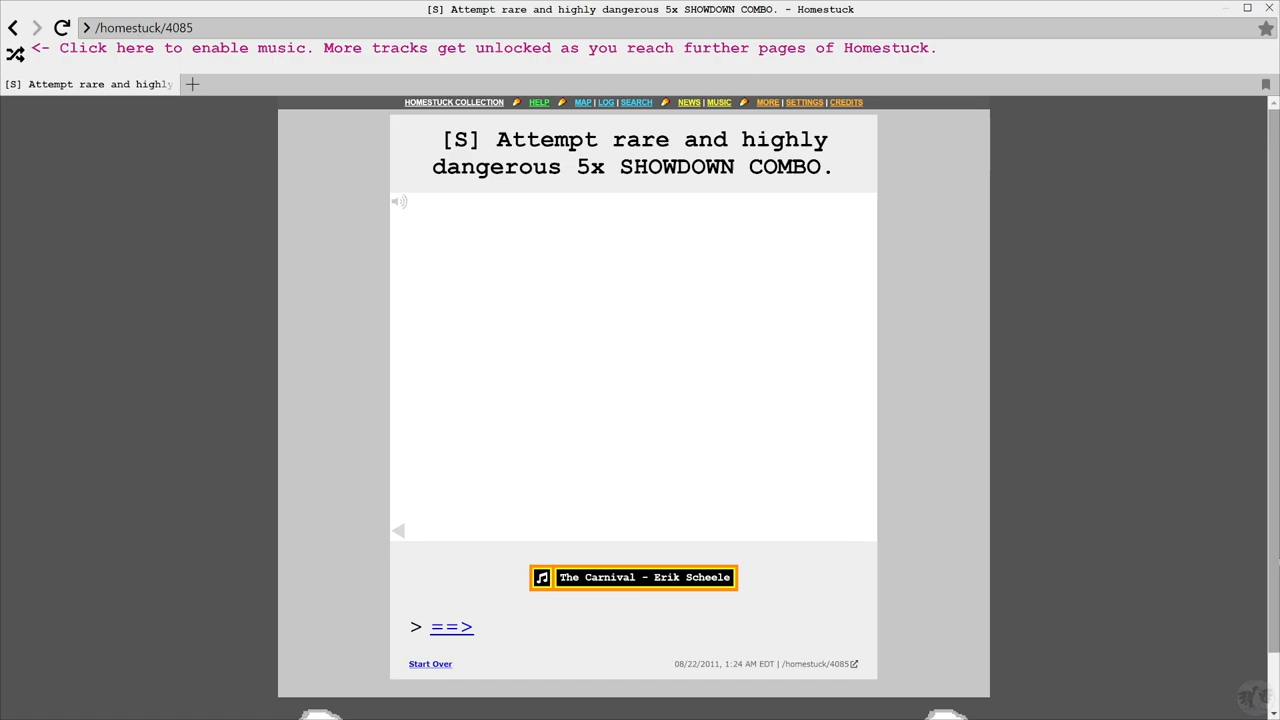 [S] Attempt rare and highly dangerous 5x SHOWDOWN COMBO. - Homestuck
/homestuck/4085
<- Click here to enable music. More tracks get unlocked as you reach further pages of Homestuck.
[S] Attempt rare and highly
HOMESTUCK COLLECTION HELP MAP | LOG | SEARCH NEWS | MUSIC MORE | SETTINGS | CREDITS
[S] Attempt rare and highly
dangerous 5x SHOWDOWN COMBO.
The Carnival - Erik Scheele
> ==>
Start Over 08/22/2011, 1:24 AM EDT | /homestuck/4085